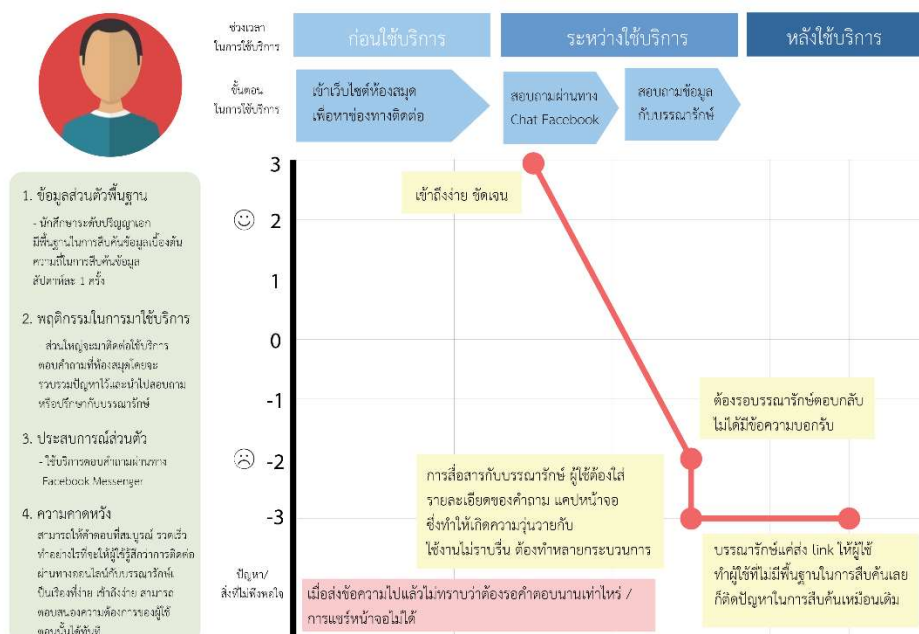 ช่วงเวลา
ในการใช้บริการ
ก่อนใช้บริการ
ระหว่างใช้บริการ
หลังใช้บริการ
ขั้นตอน
ในการใช้บริการ
เข้าเว็บไซต์ห้องสมุด
เพื่อหาช่องทางติดต่อ
สอบถามผ่านทาง
Chat Facebook
สอบถามข้อมูล
กับบรรณารักษ์
1. ข้อมูลส่วนตัวพื้นฐาน
- นักศึกษาระดับปริญญาเอก
มีพื้นฐานในการสืบค้นข้อมูลเบื้องต้น
ความถี่ในการสืบค้นข้อมูล
สัปดาห์ละ 1 ครั้ง
2. พฤติกรรมในการมาใช้บริการ
- ส่วนใหญ่จะมาติดต่อใช้บริการ
ตอบคำถามที่ห้องสมุดโดยจะ
รวบรวมปัญหาไว้และนำไปสอบถาม
หรือปรึกษากับบรรณารักษ์
3. ประสบการณ์ส่วนตัว
- ใช้บริการตอบคำถามผ่านทาง
Facebook Messenger
4. ความคาดหวัง
สามารถให้คำตอบที่สมบูรณ์ รวดเร็ว
ทำอย่างไรที่จะให้ผู้ใช้รู้สึกว่าการติดต่อ
ผ่านทางออนไลน์กับบรรณารักษ์
เป็นเรื่องที่ง่าย เข้าถึงง่าย สามารถ
ตอบสนองความต้องการของผู้ใช้
ตอนนั้นได้ทันที
3
2
1
0
-1
-2
-3
เข้าถึงง่าย ชัดเจน
ต้องรอบรรณารักษ์ตอบกลับ
ไม่ได้มีข้อความบอกรับ
การสื่อสารกับบรรณารักษ์ ผู้ใช้ต้องใส่
รายละเอียดของคำถาม แคปหน้าจอ
ซึ่งทำให้เกิดความวุ่นวายกับ
ใช้งานไม่ราบรื่น ต้องทำหลายกระบวนการ
บรรณารักษ์แค่ส่ง link ให้ผู้ใช้
ทำผู้ใช้ที่ไม่มีพื้นฐานในการสืบค้นเลย
ก็ติดปัญหาในการสืบค้นเหมือนเดิม
ปัญหา/
สิ่งที่ไม่พึงพอใจ
เมื่อส่งข้อความไปแล้วไม่ทราบว่าต้องรอคำตอบนานเท่าไหร่ /
การแชร์หน้าจอไม่ได้